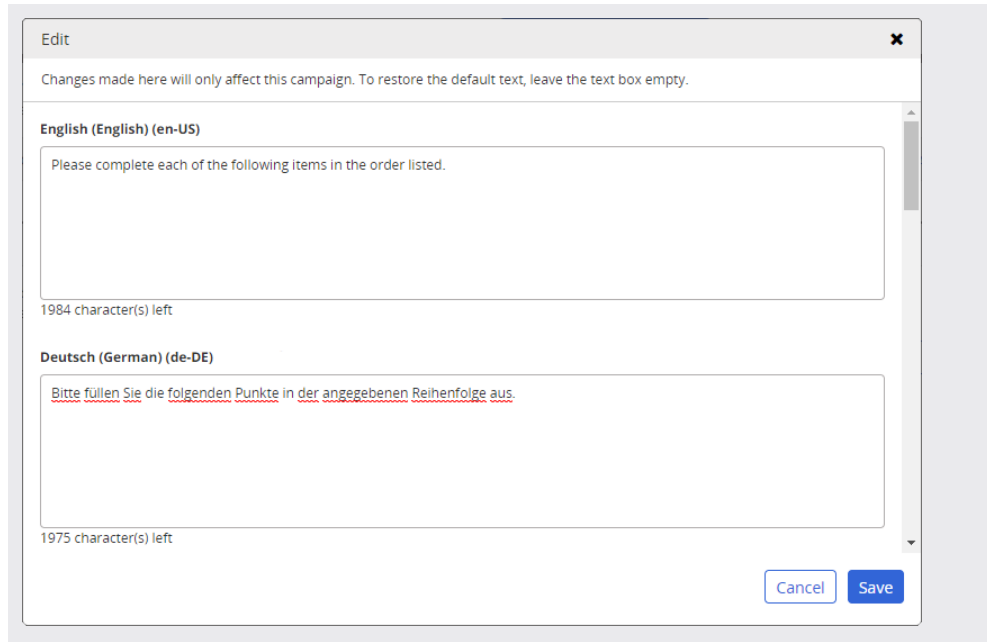 Edit
Changes made here will only affect this campaign. To restore the default text, leave the text box empty.
English (English) (en-US)
Please complete each of the following items in the order listed.
1984 character(s) left
Deutsch (German) (de-DE)
Bitte füllen Sie die folgenden Punkte in der angegebenen Reihenfolge aus.
1975 character(s) left
Cancel Save